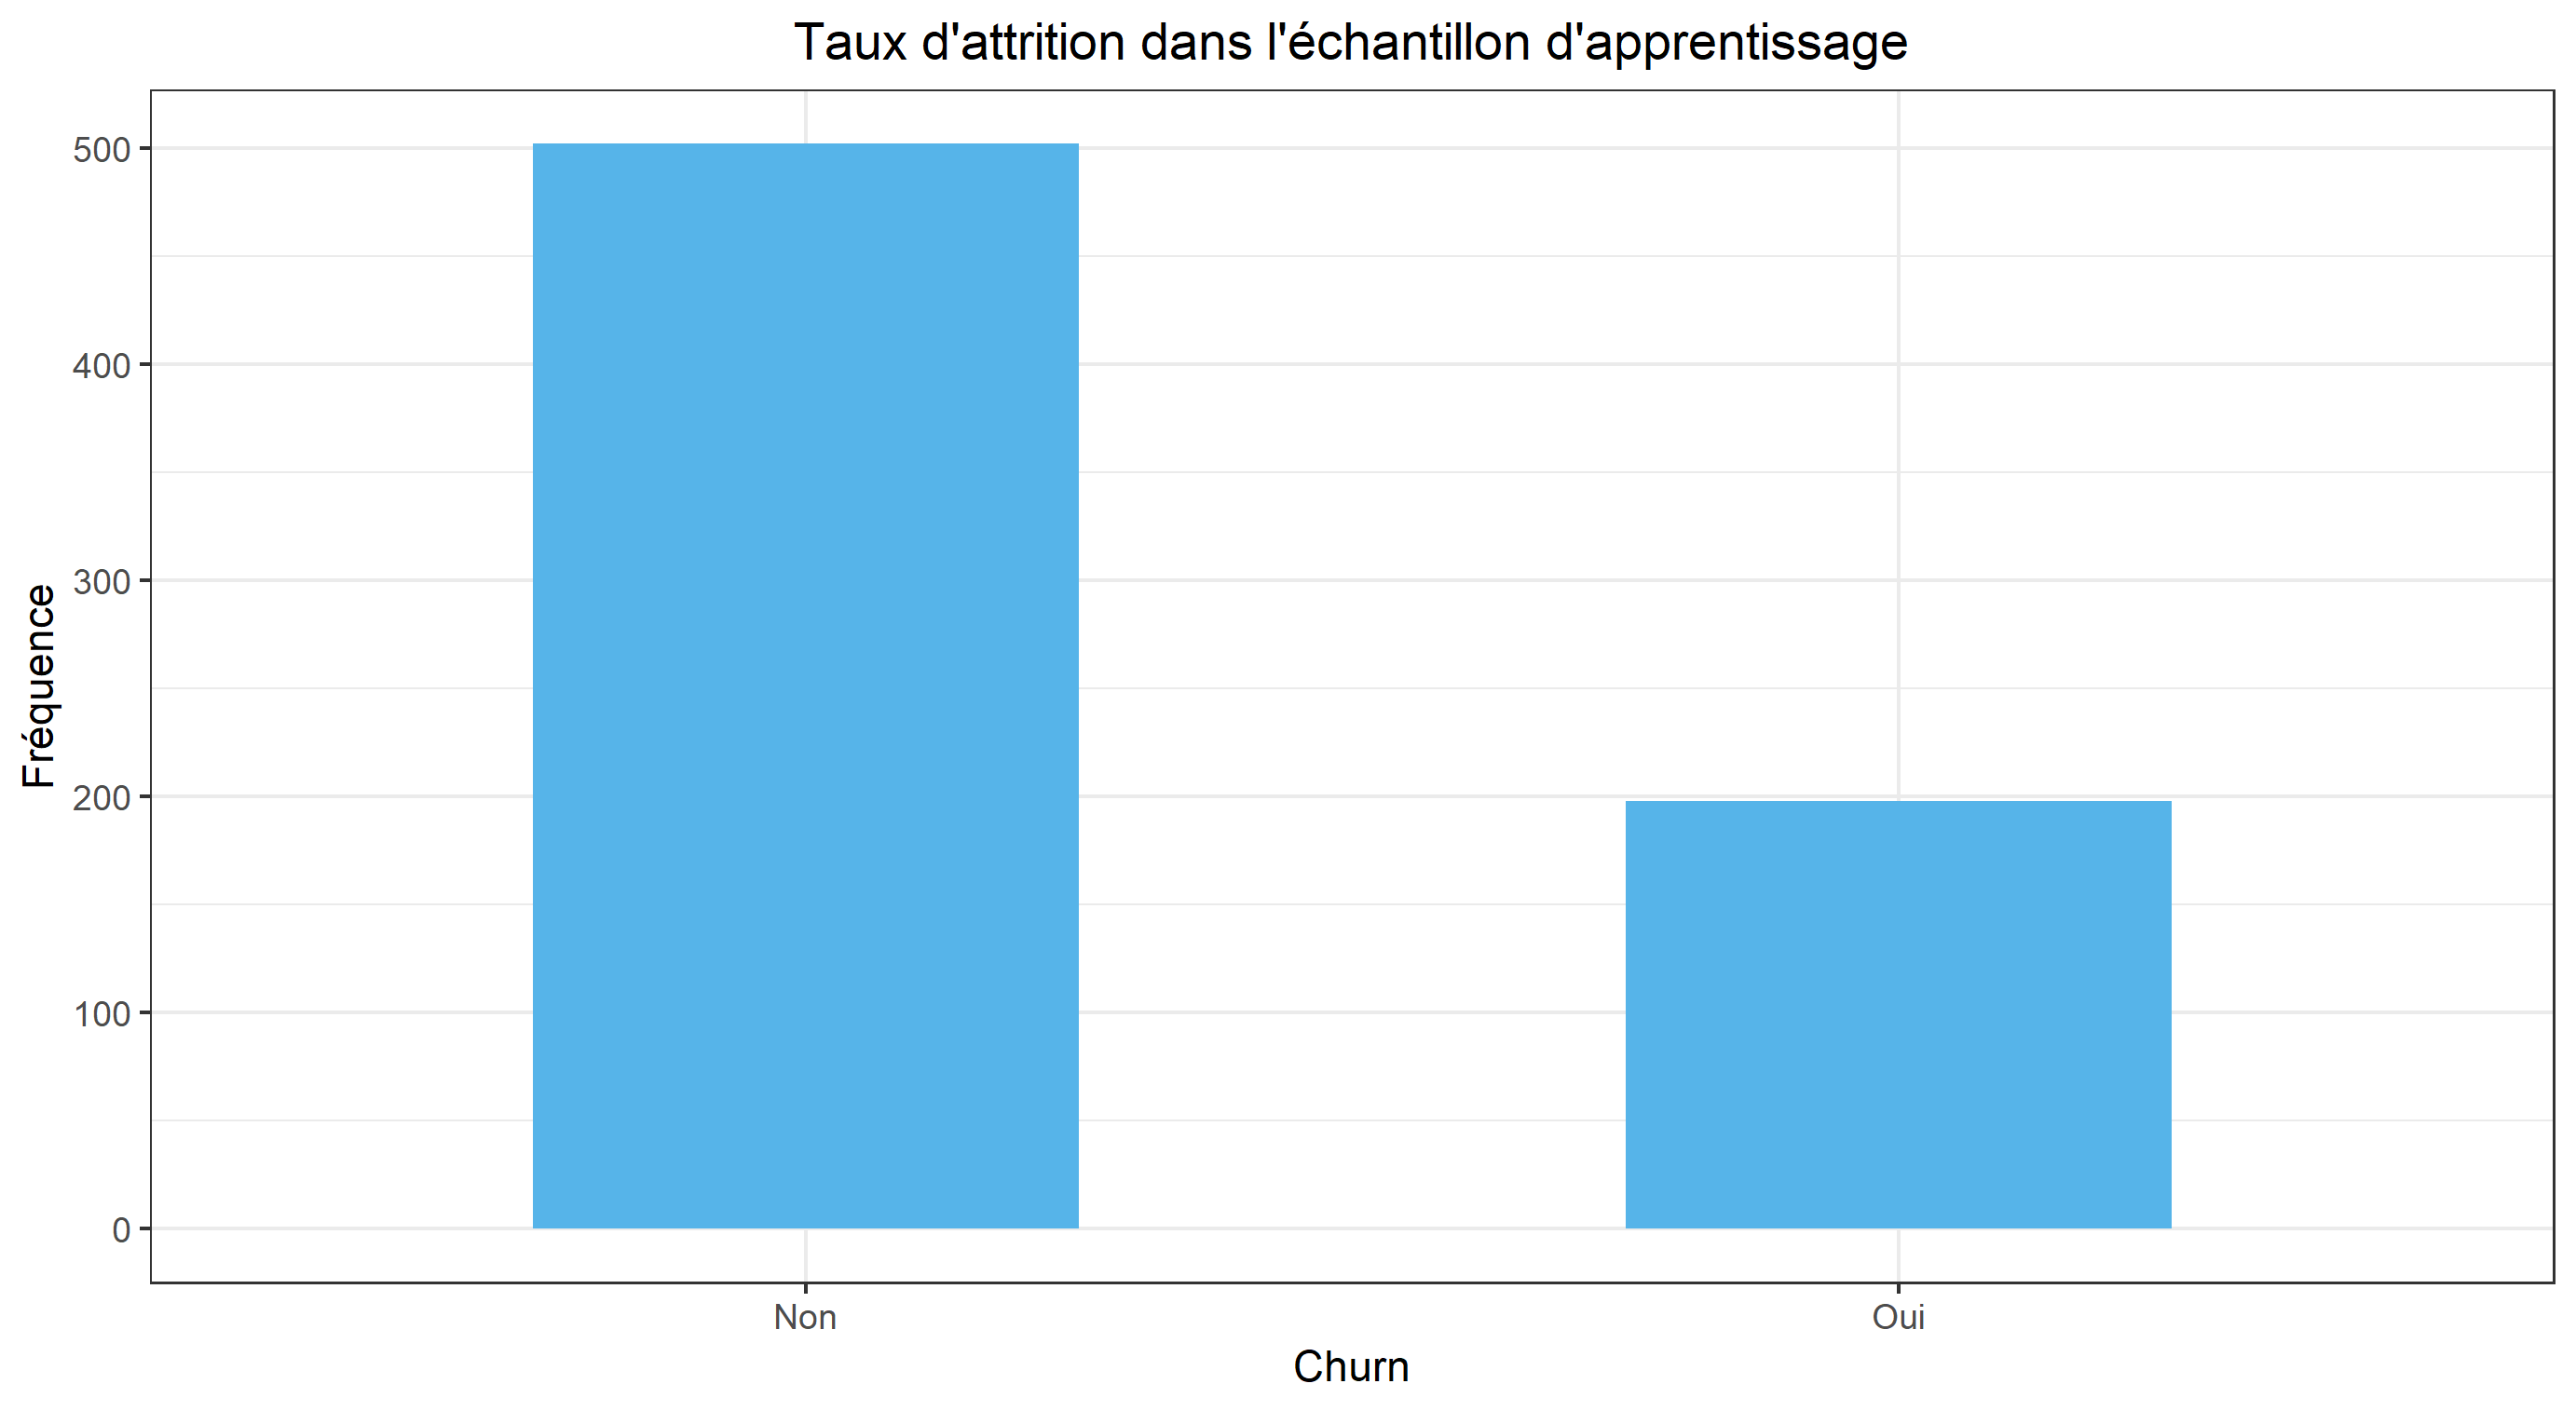 Taux d'attrition dans l'échantillon d'apprentissage
Fréquence
500
400
300
200
100
0
Non
Oui
Churn